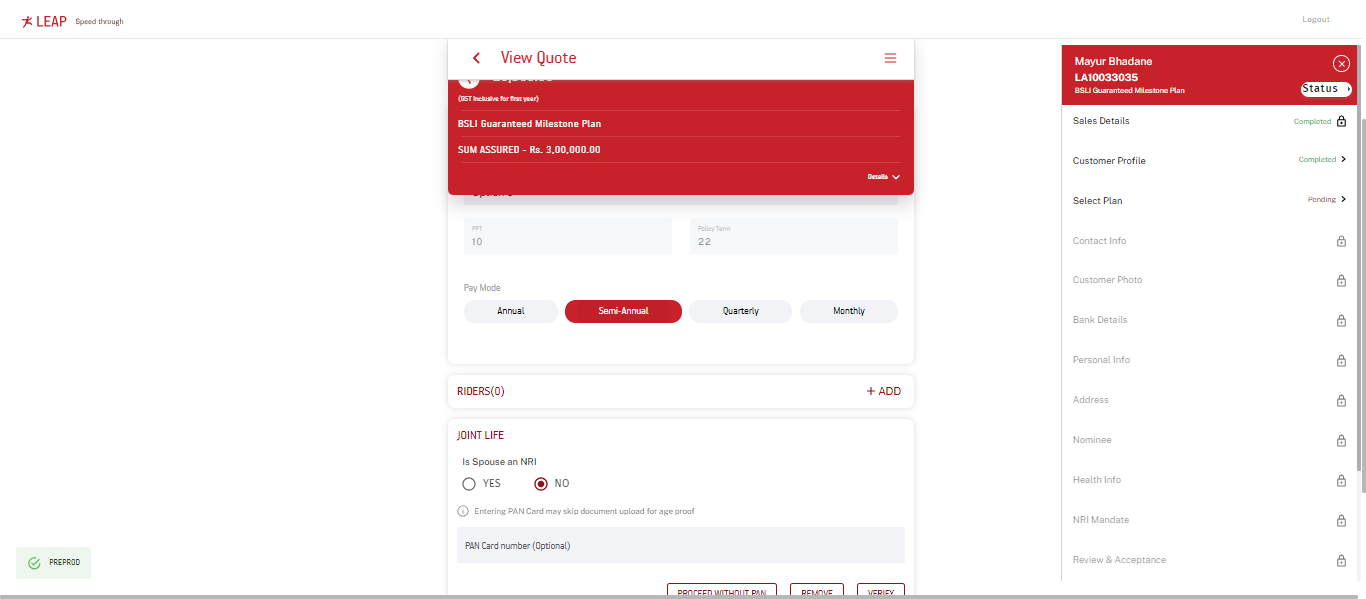 LEAP Speed through
Logout
View Quote
(GST Inclusive for first year)
BSLI Guaranteed Milestone Plan
SUM ASSURED - Rs. 3,00,000.00
Details
PPT
10
Policy Term
22
Pay Mode
Annual
Semi-Annual
Quarterly
Monthly
RIDERS(0)
+ ADD
JOINT LIFE
Is Spouse an NRI
YES
NO
Entering PAN Card may skip document upload for age proof
PAN Card number (Optional)
PROCEED WITHOUT PAN
REMOVE
VERIFY
PREPROD
Mayur Bhadane
LA10033035
BSLI Guaranteed Milestone Plan
Status
Sales Details Completed
Customer Profile Completed
Select Plan Pending
Contact Info
Customer Photo
Bank Details
Personal Info
Address
Nominee
Health Info
NRI Mandate
Review & Acceptance